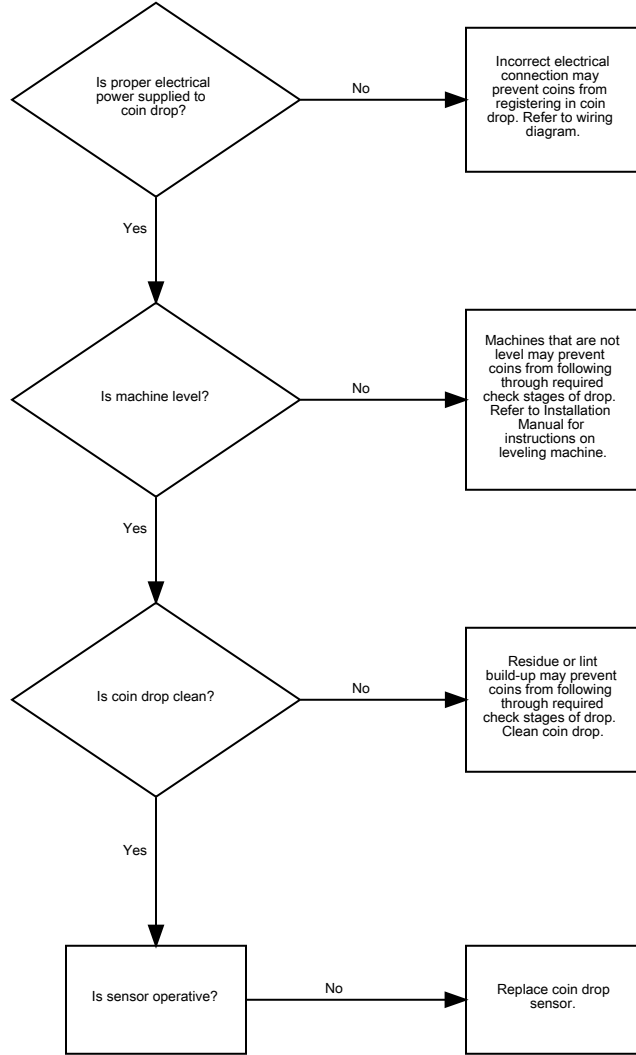 Is proper electrical
power supplied to
coin drop?
No
Incorrect electrical
connection may
prevent coins from
registering in coin
drop. Refer to wiring
diagram.
Yes
Is machine level?
No
Machines that are not
level may prevent
coins from following
through required
check stages of drop.
Refer to Installation
Manual for
instructions on
leveling machine.
Yes
Is coin drop clean?
No
Residue or lint
build-up may prevent
coins from following
through required
check stages of drop.
Clean coin drop.
Yes
Is sensor operative?
No
Replace coin drop
sensor.